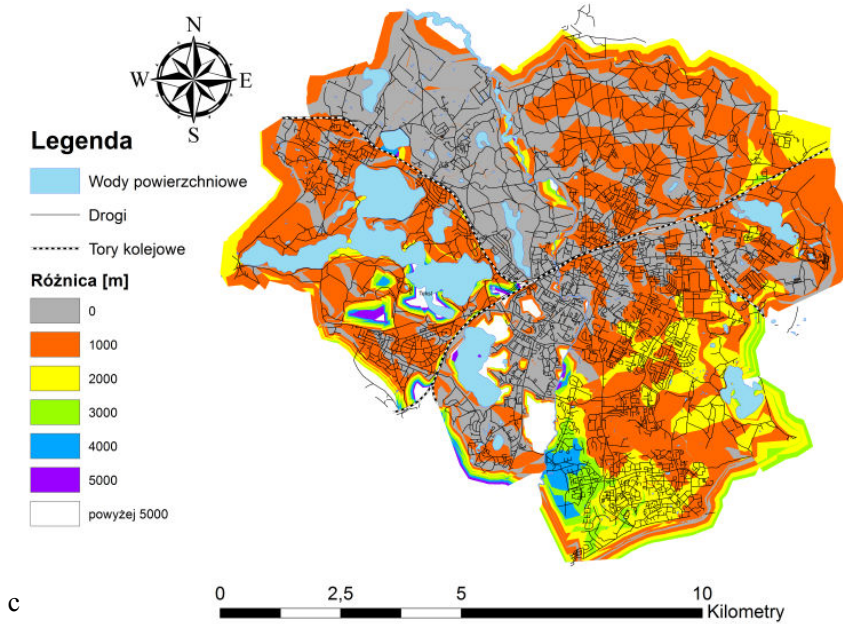 N
W E
S
Legenda
Wody powierzchniowe
Drogi
Tory kolejowe
Różnica [m]
0
1000
2000
3000
4000
5000
powyżej 5000
c
0 2,5 5 10
Kilometry